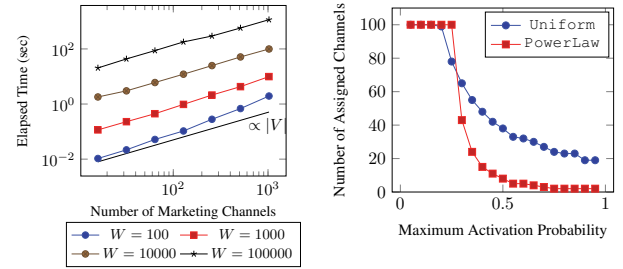 Elapsed Time (sec)
10^2
10^0
10^−2
∝ |V|
10^2
10^3
Number of Marketing Channels
W = 100
W = 1000
W = 10000
W = 100000
Number of Assigned Channels
100
80
60
40
20
0
Uniform
PowerLaw
0
0.5
1
Maximum Activation Probability